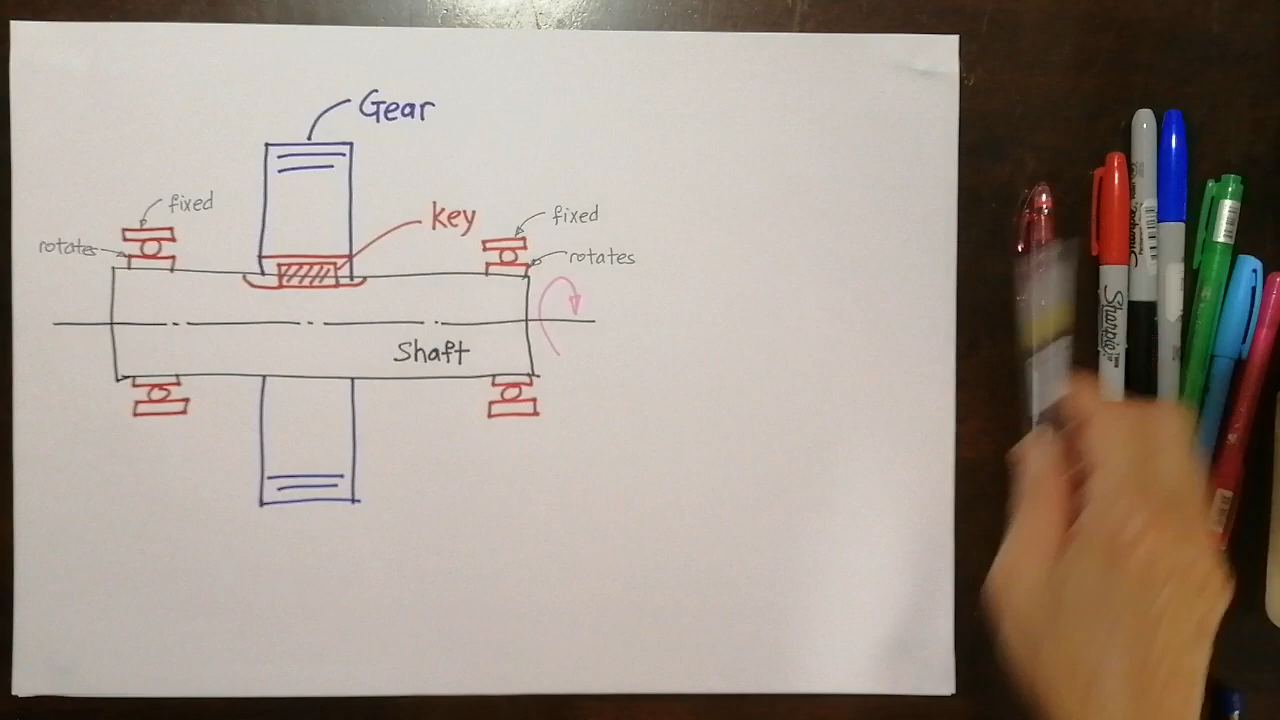 Gear
fixed
key
fixed
rotates
rotates
Shaft
Sharpie